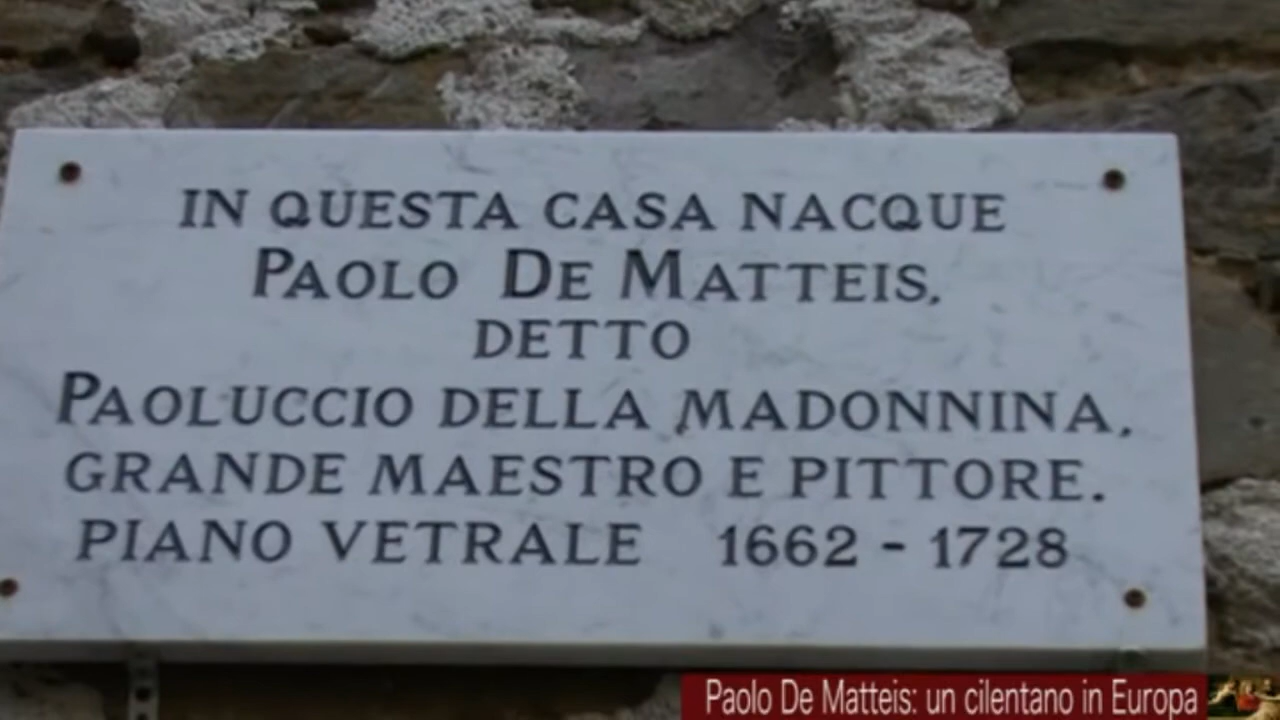 IN QUESTA CASA NACQUE
PAOLO DE MATTEIS,
DETTO
PAOLUCCIO DELLA MADONNINA,
GRANDE MAESTRO E PITTORE.
PIANO VETRALE 1662 - 1728
Paolo De Matteis: un cilentano in Europa